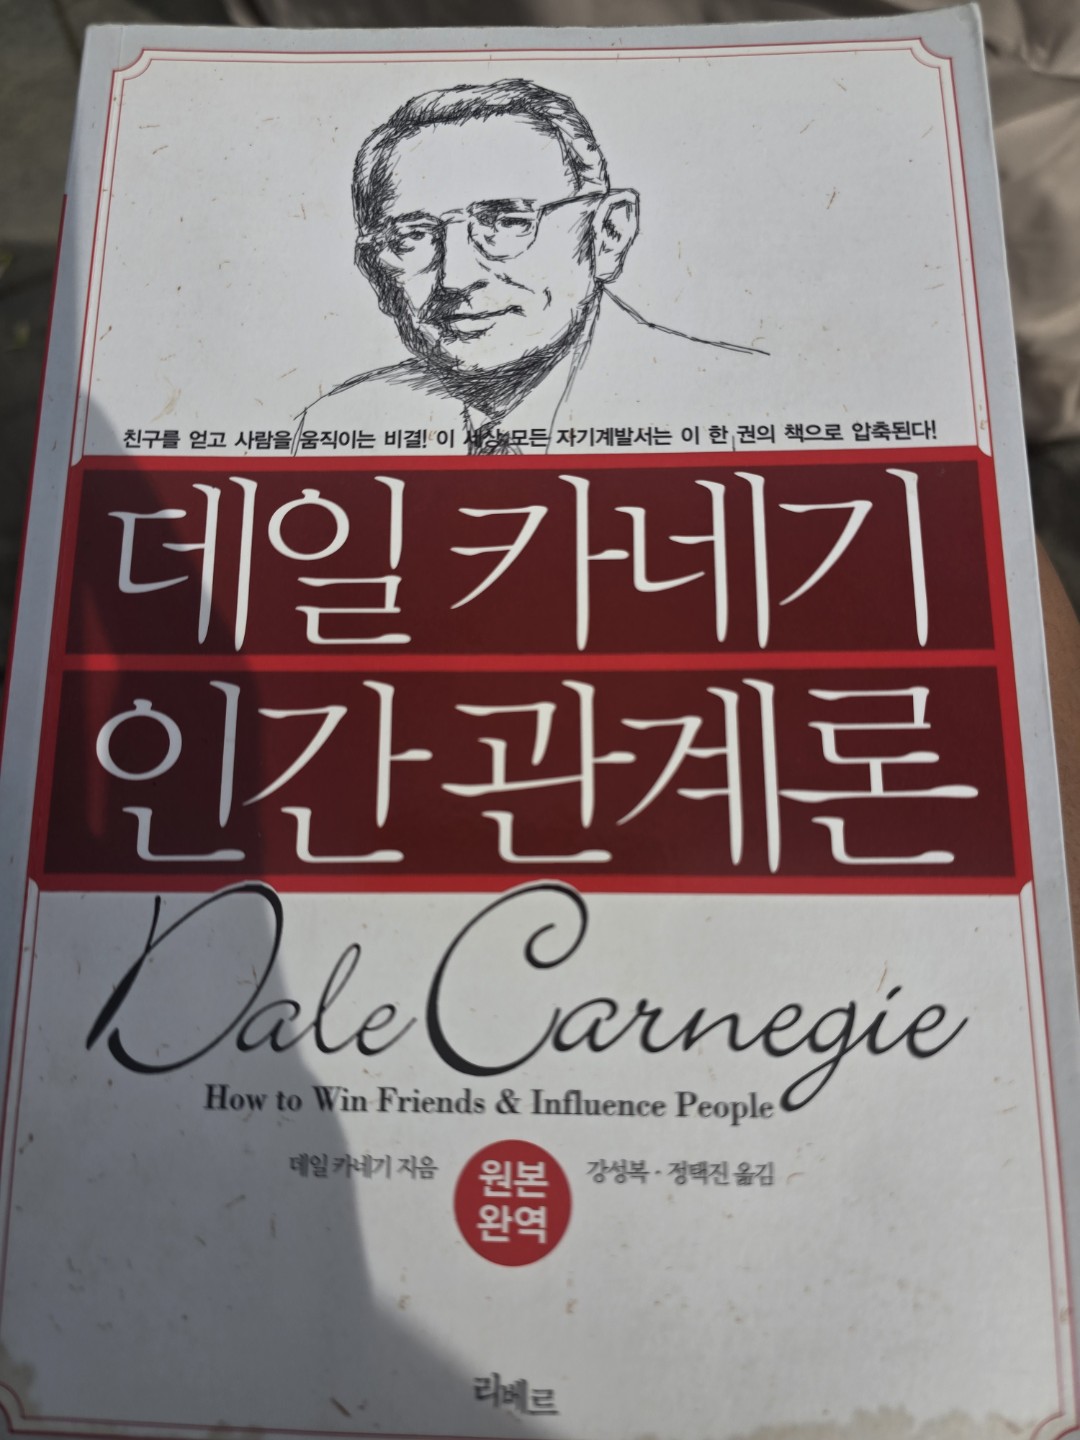 친구를 얻고 사람을 움직이는 비결! 이 세상 모든 자기계발서는 이 한 권의 책으로 압축된다!
데일 카네기
인간관계론
Dale Carnegie
How to Win Friends & Influence People
데일 카네기 지음
원본
완역
강성복·정택진 옮김
리베르